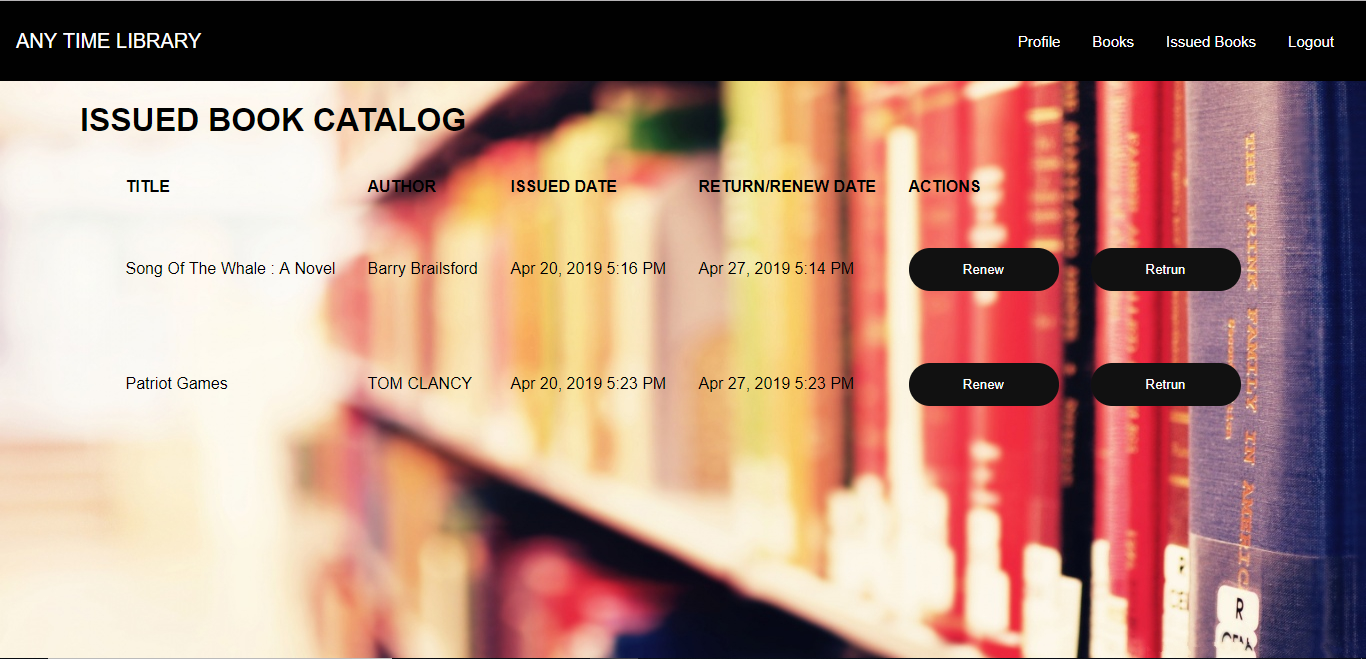 ANY TIME LIBRARY Profile Books Issued Books Logout
ISSUED BOOK CATALOG
TITLE AUTHOR ISSUED DATE RETURN/RENEW DATE ACTIONS
Song Of The Whale : A Novel Barry Brailsford Apr 20, 2019 5:16 PM Apr 27, 2019 5:14 PM Renew Retrun
Patriot Games TOM CLANCY Apr 20, 2019 5:23 PM Apr 27, 2019 5:23 PM Renew Retrun
THE FRINK FAMILY IN AMERICA
R